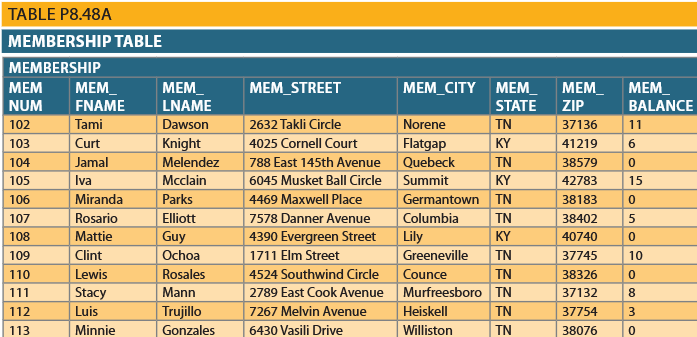 TABLE P8.48A
MEMBERSHIP TABLE
MEMBERSHIP
MEM NUM MEM_ FNAME MEM_ LNAME MEM_STREET MEM_CITY MEM_ STATE MEM_ ZIP MEM_ BALANCE
102 Tami Dawson 2632 Takli Circle Norene TN 37136 11
103 Curt Knight 4025 Cornell Court Flatgap KY 41219 6
104 Jamal Melendez 788 East 145th Avenue Quebeck TN 38579 0
105 Iva Mcclain 6045 Musket Ball Circle Summit KY 42783 15
106 Miranda Parks 4469 Maxwell Place Germantown TN 38183 0
107 Rosario Elliott 7578 Danner Avenue Columbia TN 38402 5
108 Mattie Guy 4390 Evergreen Street Lily KY 40740 0
109 Clint Ochoa 1711 Elm Street Greeneville TN 37745 10
110 Lewis Rosales 4524 Southwind Circle Counce TN 38326 0
111 Stacy Mann 2789 East Cook Avenue Murfreesboro TN 37132 8
112 Luis Trujillo 7267 Melvin Avenue Heiskell TN 37754 3
113 Minnie Gonzales 6430 Vasili Drive Williston TN 38076 0